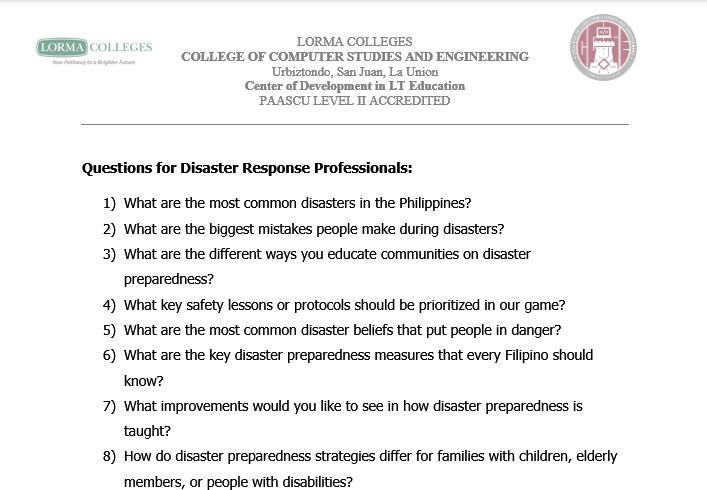 LORMA COLLEGES
Your Pathway to a Brighter Future
LORMA COLLEGES
COLLEGE OF COMPUTER STUDIES AND ENGINEERING
Urbiztondo, San Juan, La Union
Center of Development in I.T Education
PAASCU LEVEL II ACCREDITED
Questions for Disaster Response Professionals:
1) What are the most common disasters in the Philippines?
2) What are the biggest mistakes people make during disasters?
3) What are the different ways you educate communities on disaster
preparedness?
4) What key safety lessons or protocols should be prioritized in our game?
5) What are the most common disaster beliefs that put people in danger?
6) What are the key disaster preparedness measures that every Filipino should
know?
7) What improvements would you like to see in how disaster preparedness is
taught?
8) How do disaster preparedness strategies differ for families with children, elderly
members, or people with disabilities?